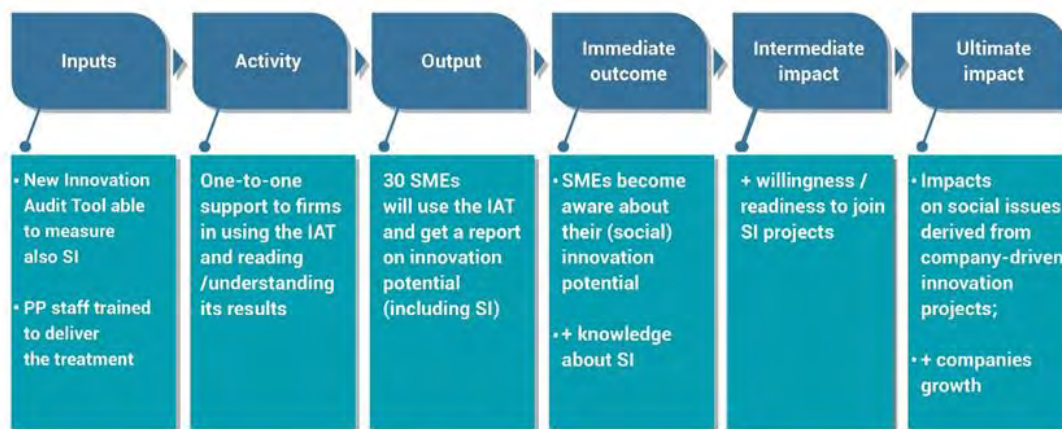 Inputs
Activity
Output
Immediate
outcome
Intermediate
impact
Ultimate
impact
• New Innovation
Audit Tool able
to measure
also SI
• PP staff trained
to deliver
the treatment
One-to-one
support to firms
in using the IAT
and reading
/understanding
its results
30 SMEs
will use the IAT
and get a report
on innovation
potential
(including SI)
• SMEs become
aware about
their (social)
innovation
potential
• + knowledge
about SI
+ willingness /
readiness to join
SI projects
• Impacts
on social issues
derived from
company-driven
innovation
projects;
• + companies
growth